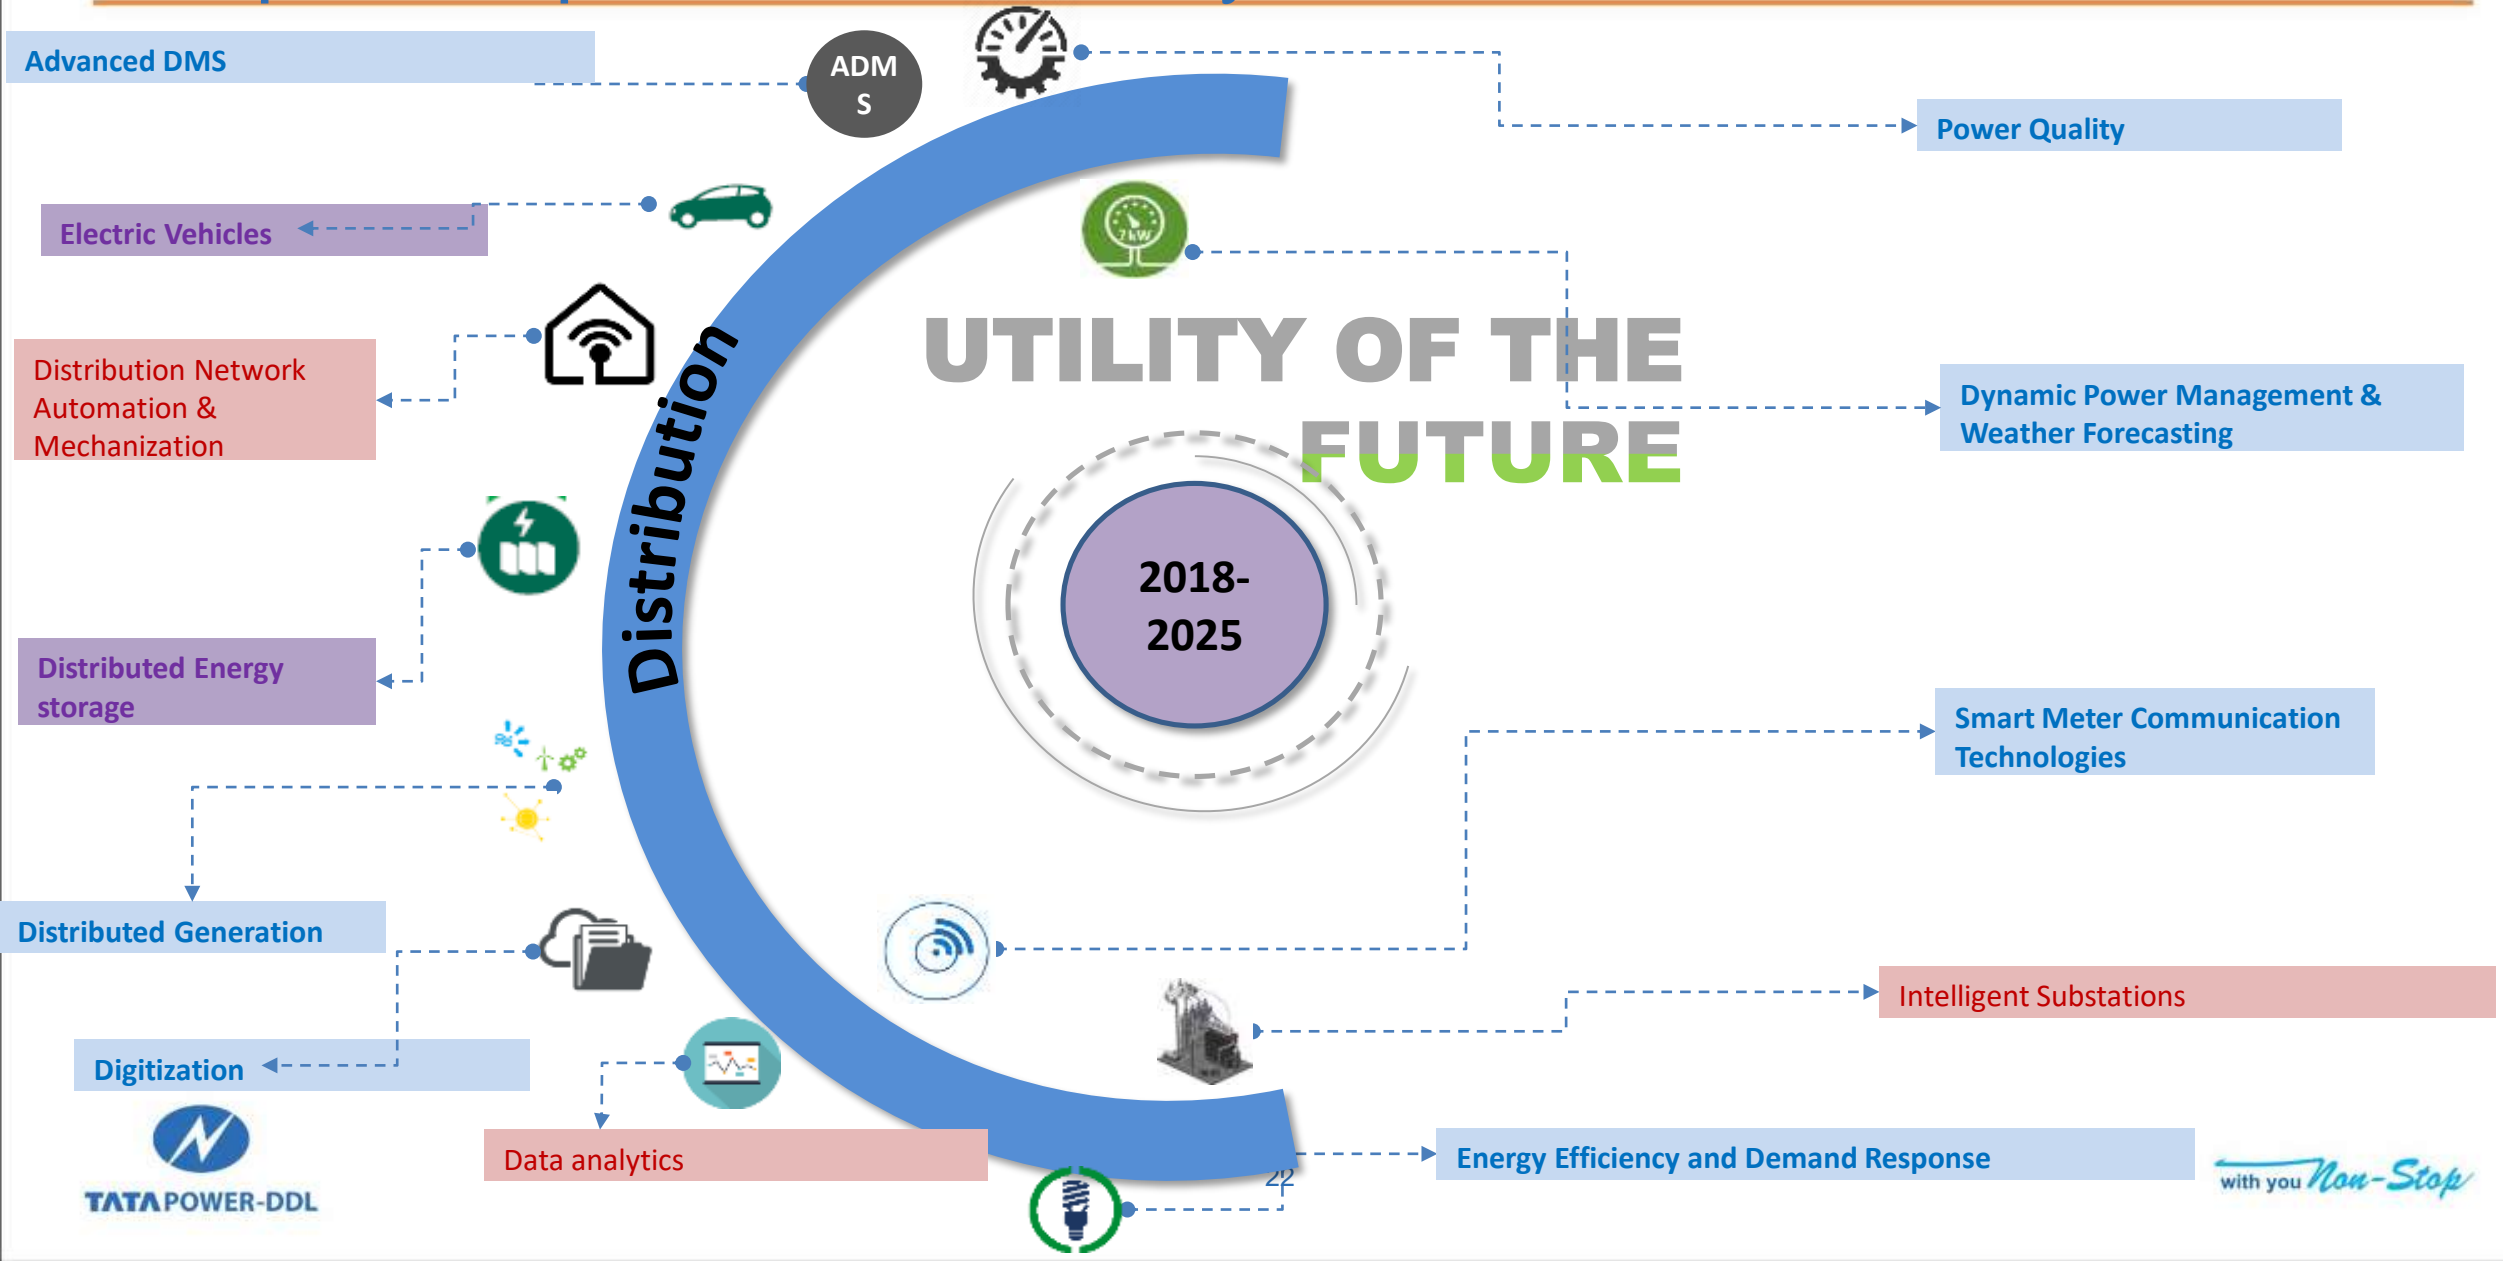 Advanced DMS
ADM
S
Power Quality
Electric Vehicles
7 kW
UTILITY OF THE
FUTURE
Distribution Network
Automation &
Mechanization
Distribution
Dynamic Power Management &
Weather Forecasting
2018-
2025
Distributed Energy
storage
Smart Meter Communication
Technologies
Distributed Generation
Intelligent Substations
Digitization
Data analytics
Energy Efficiency and Demand Response
22
TATA POWER-DDL
with you Non-Stop